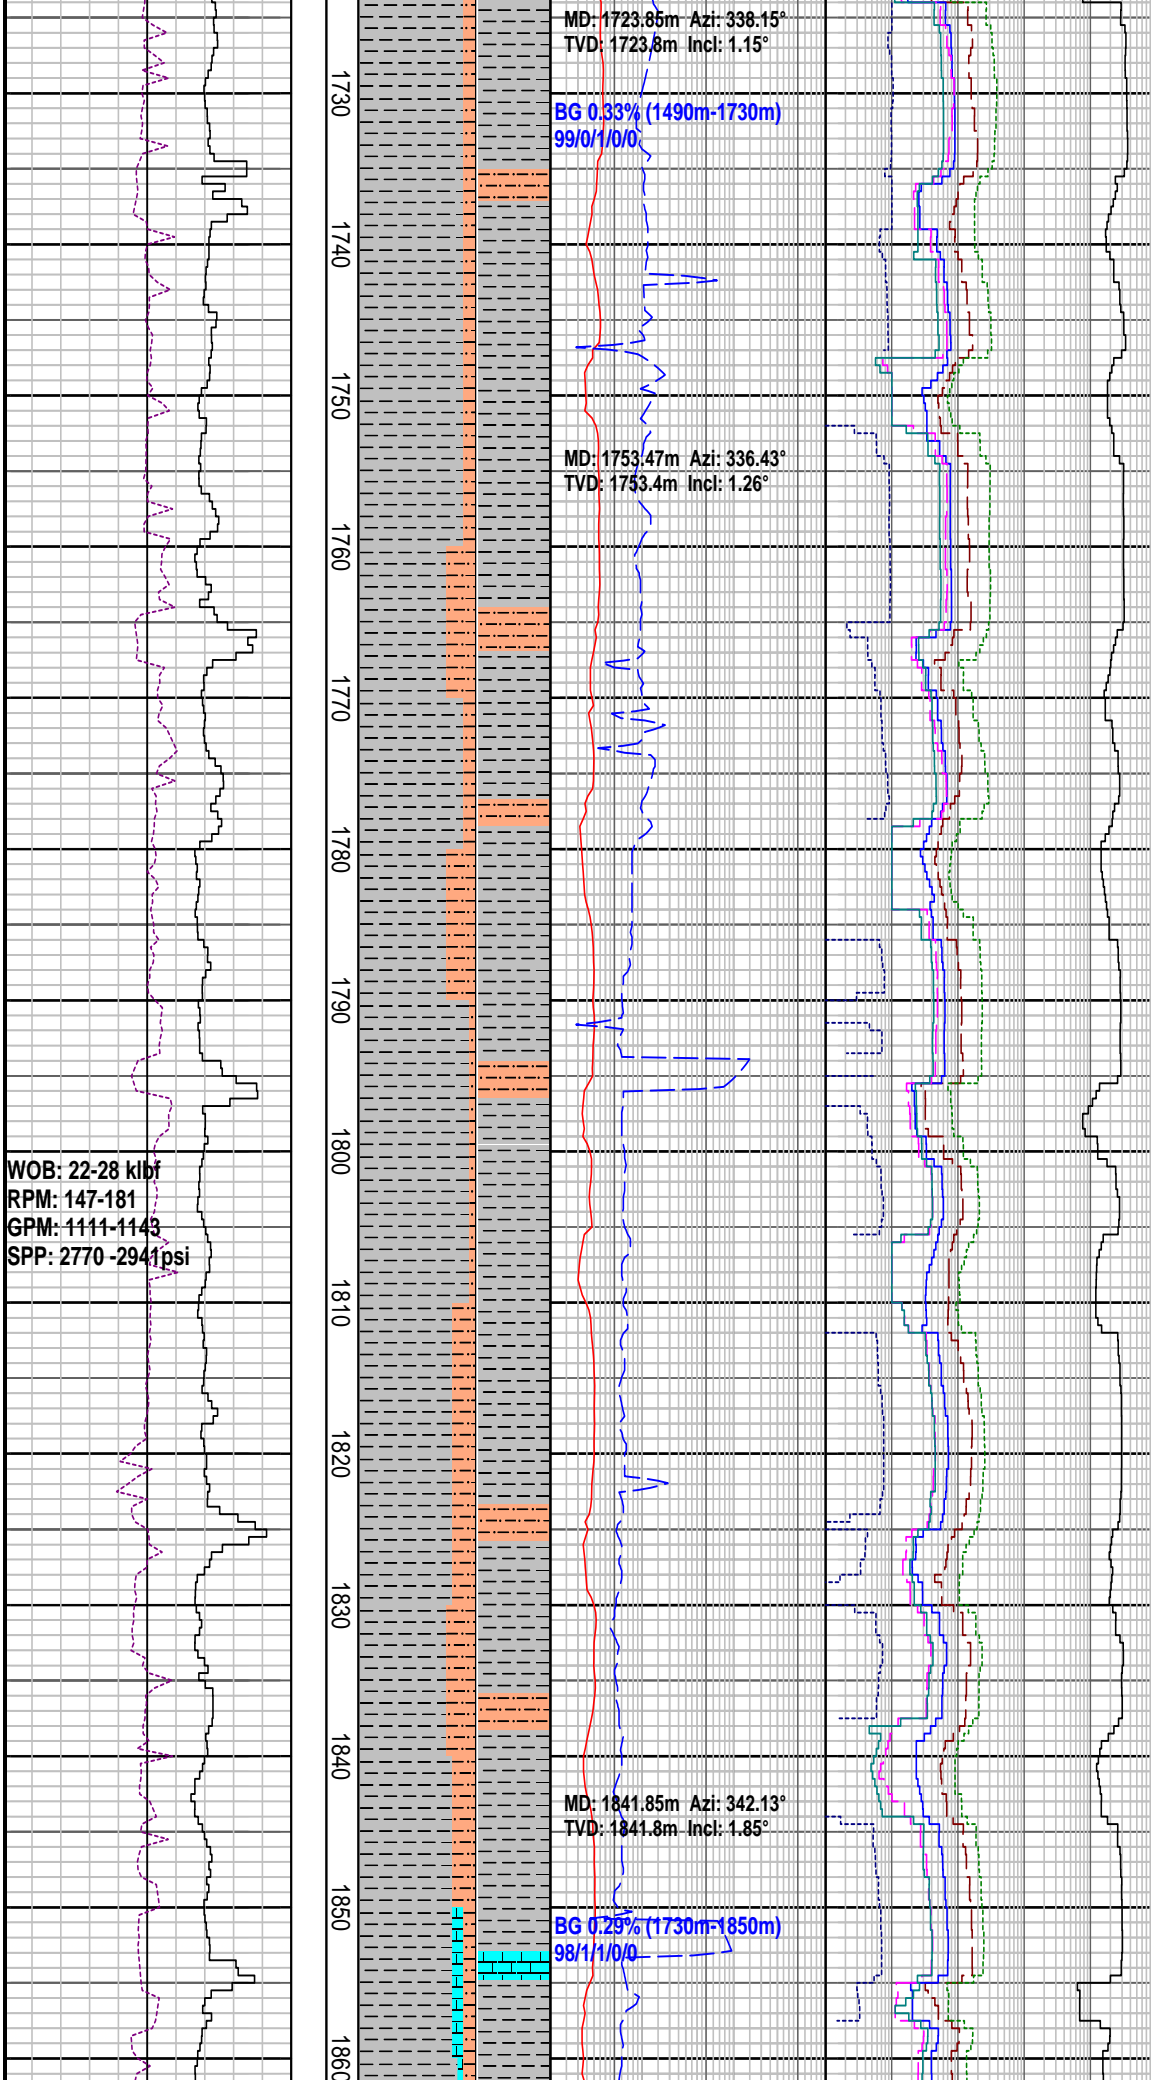 MD: 1723.85m Azi: 338.15°
TVD: 1723.8m Incl: 1.15°
1730
BG 0.33% (1490m-1730m)
99/0/1/0/0
1740
1750
MD: 1753.47m Azi: 336.43°
TVD: 1753.4m Incl: 1.26°
1760
1770
1780
1790
1800
WOB: 22-28 klbf
RPM: 147-181
GPM: 1111-1143
SPP: 2770 -2941psi
1810
1820
1830
1840
MD: 1841.85m Azi: 342.13°
TVD: 1841.8m Incl: 1.85°
1850
BG 0.29% (1730m-1850m)
98/1/1/0/0
1860